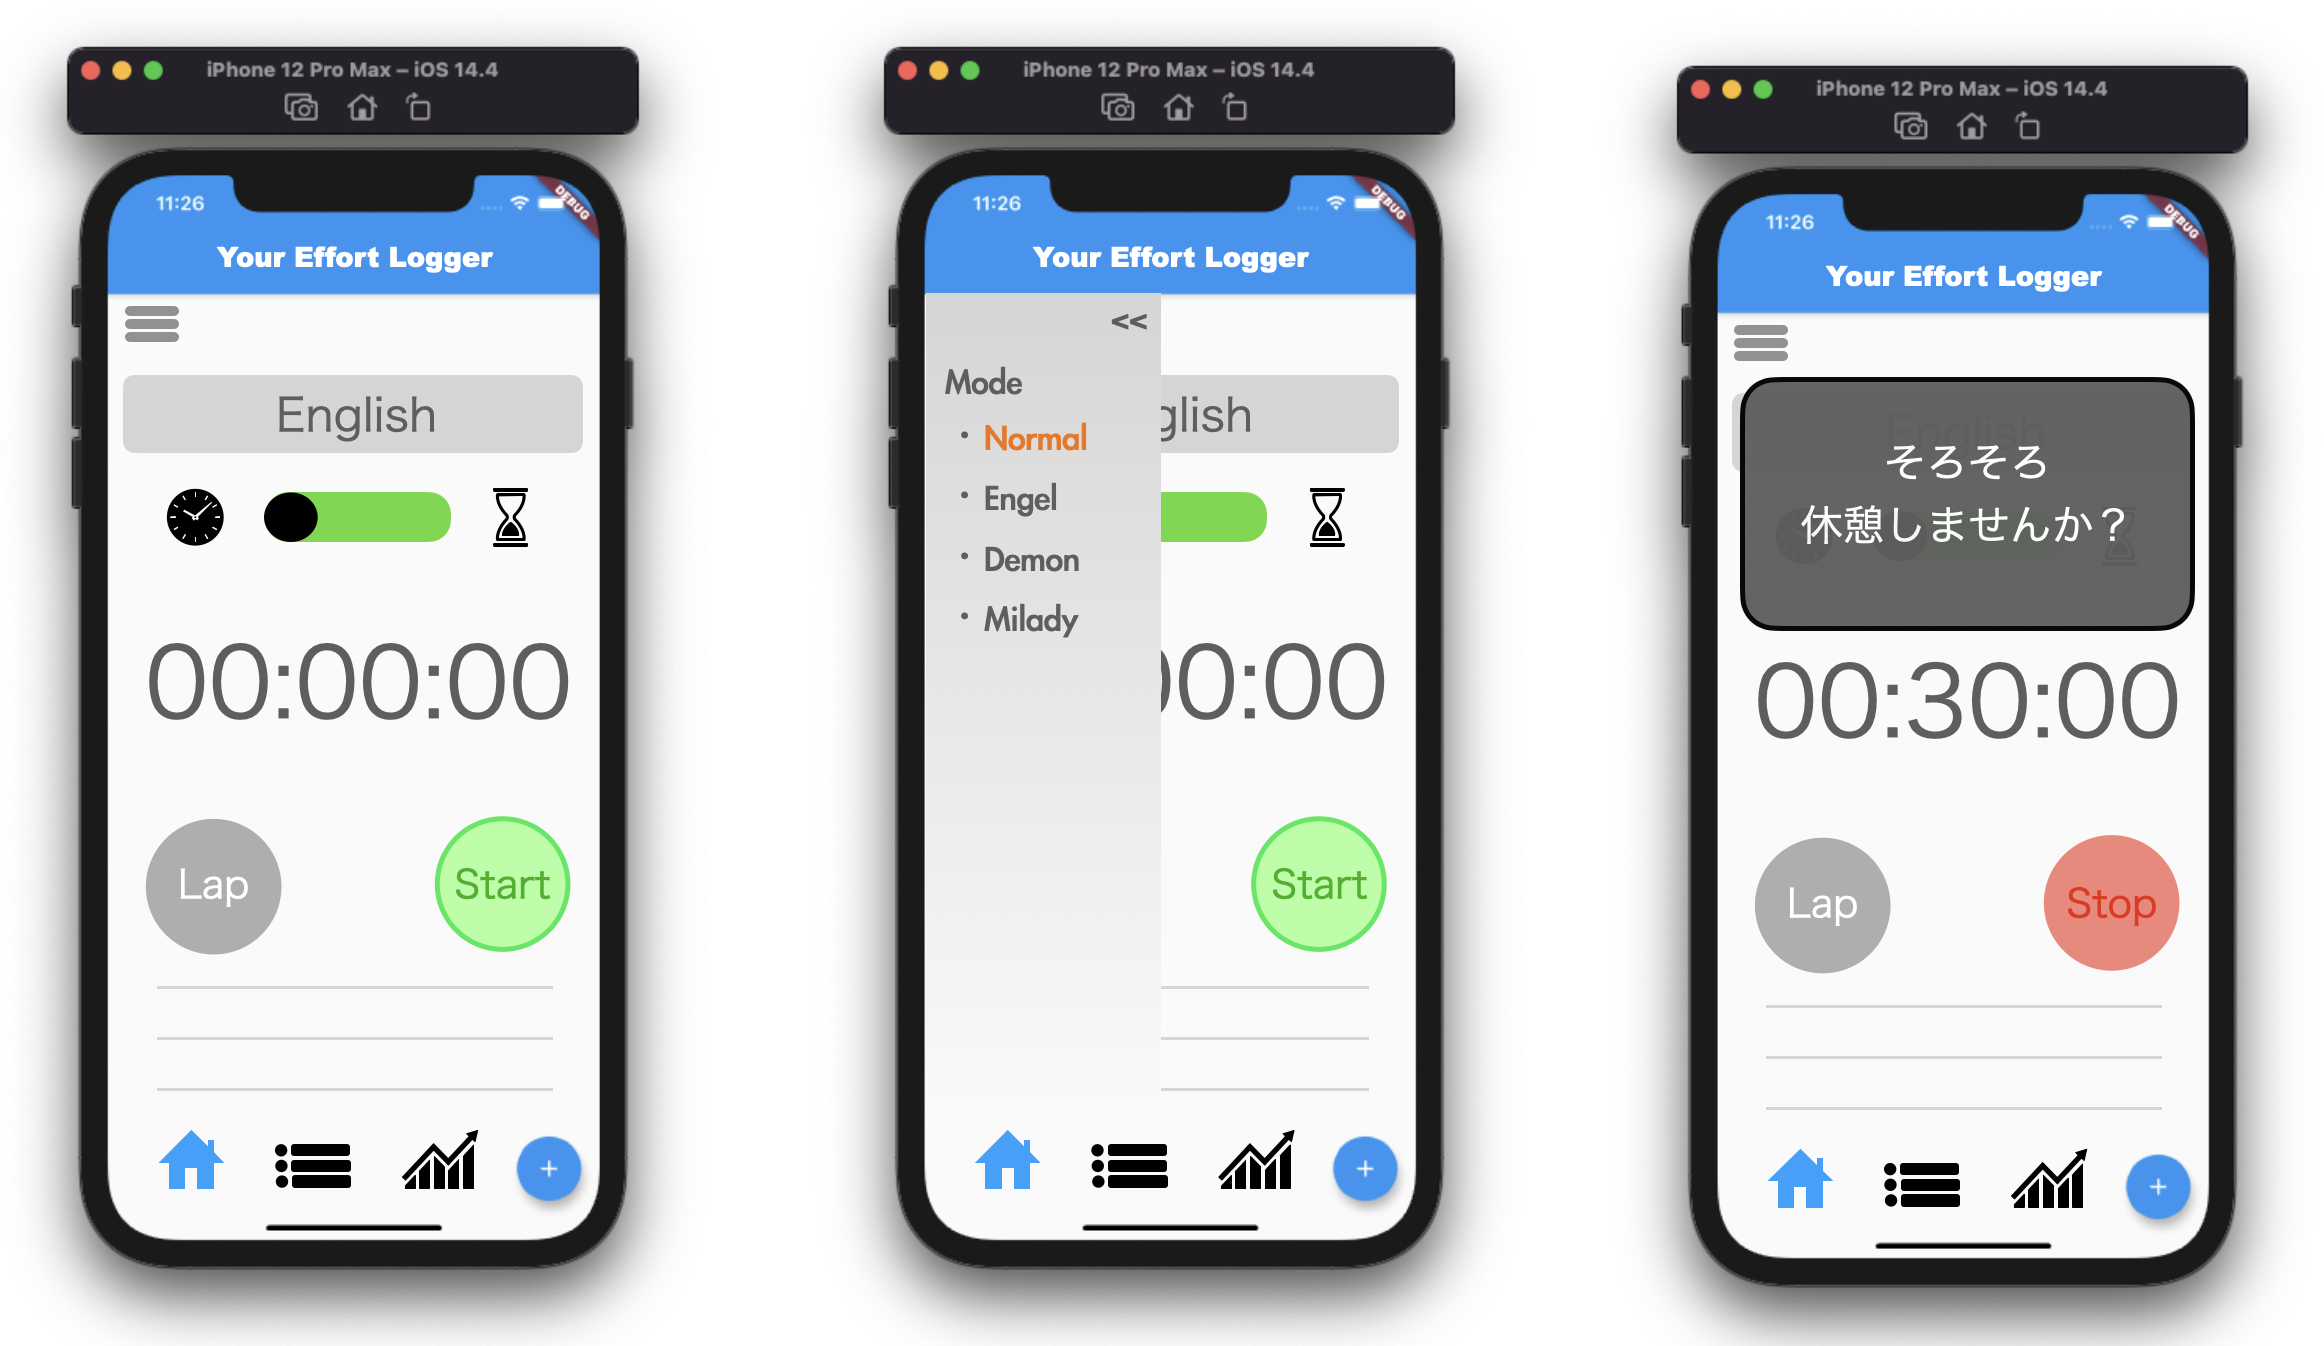 iPhone 12 Pro Max – iOS 14.4
11:26
DEBUG
Your Effort Logger
English
00:00:00
Lap
Start
+
iPhone 12 Pro Max – iOS 14.4
11:26
DEBUG
Your Effort Logger
<<
Mode
・Normal
・Engel
・Demon
・Milady
glish
00:00
Start
+
iPhone 12 Pro Max – iOS 14.4
11:26
DEBUG
Your Effort Logger
English
そろそろ
休憩しませんか？
00:30:00
Lap
Stop
+